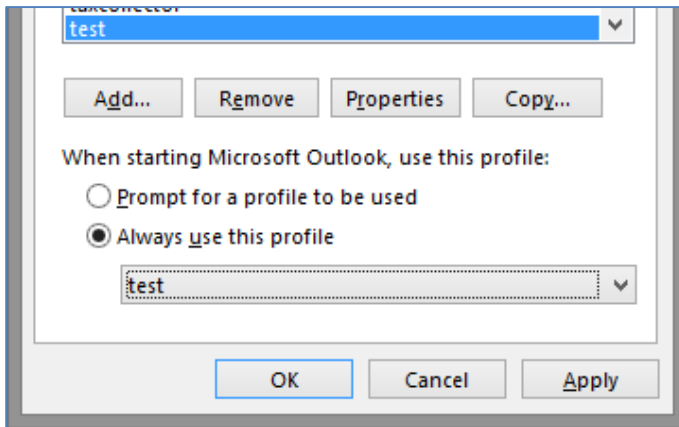 taxcollector
test
Add... Remove Properties Copy...
When starting Microsoft Outlook, use this profile:
Prompt for a profile to be used
Always use this profile
test
OK Cancel Apply